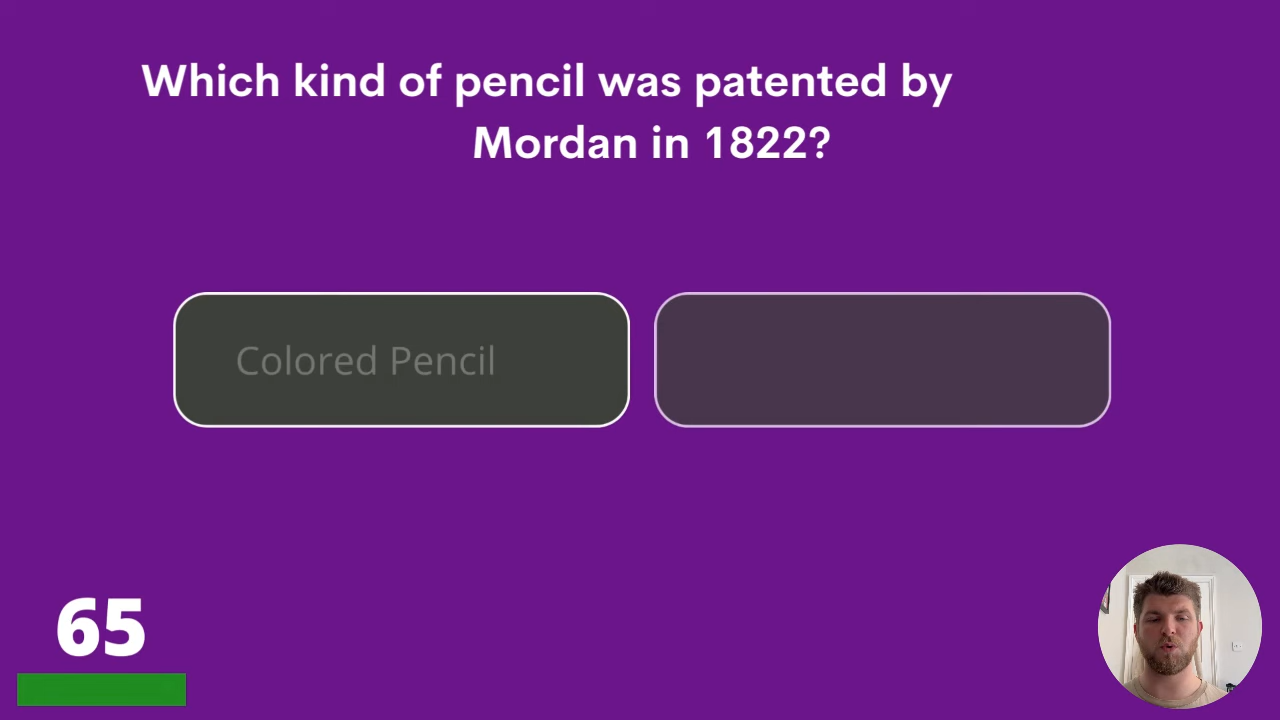 Which kind of pencil was patented by
Mordan in 1822?
Colored Pencil
65